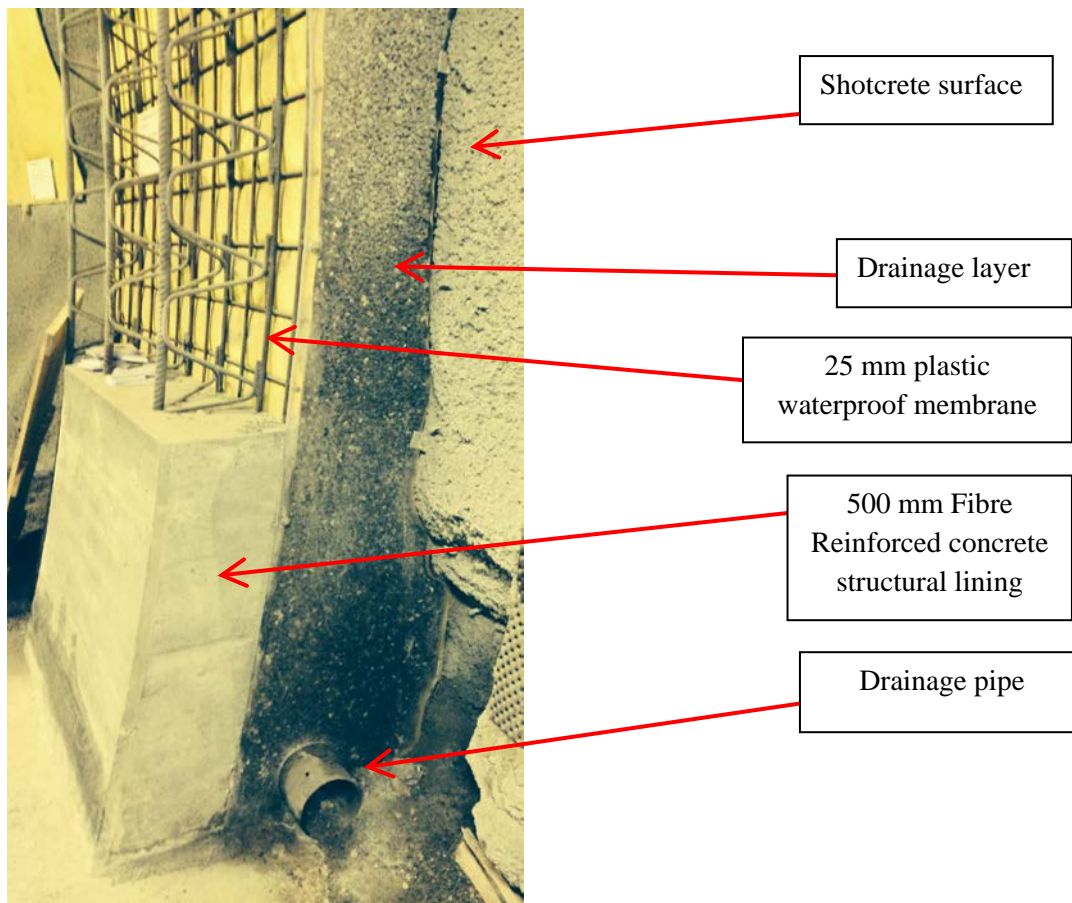 Shotcrete surface
Drainage layer
25 mm plastic
waterproof membrane
500 mm Fibre
Reinforced concrete
structural lining
Drainage pipe